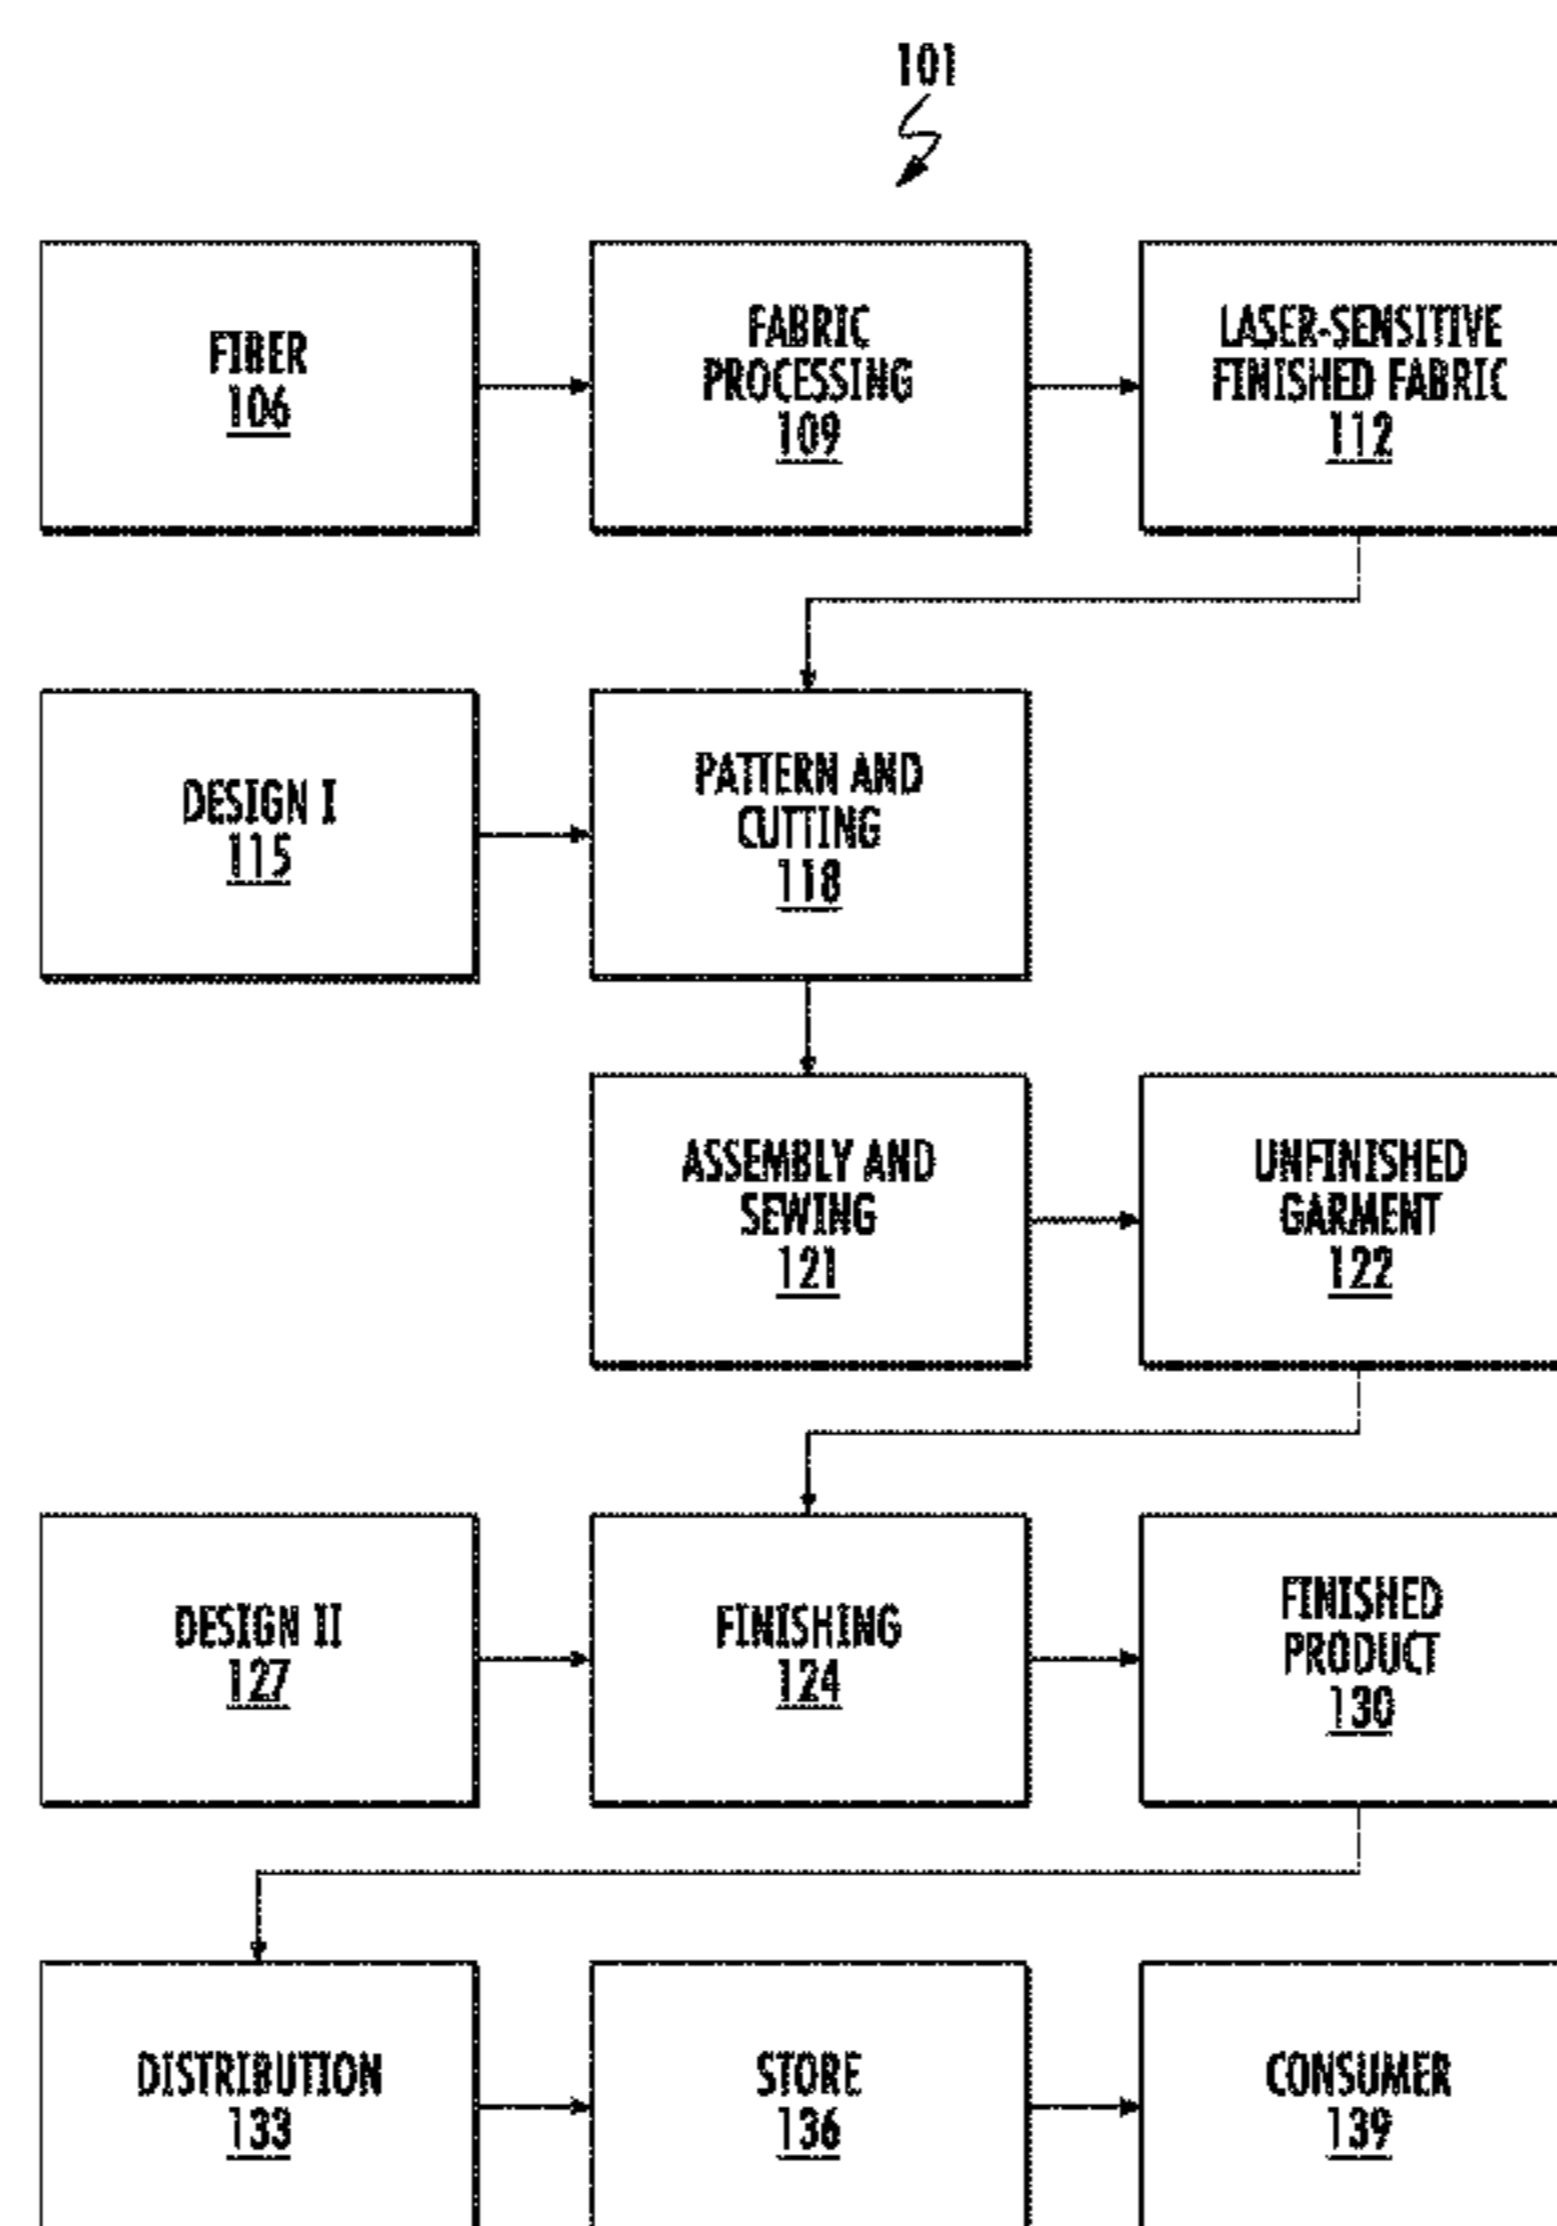 101
FIBER
106
FABRIC
PROCESSING
109
LASER-SENSITIVE
FINISHED FABRIC
112
DESIGN I
115
PATTERN AND
CUTTING
118
ASSEMBLY AND
SEWING
121
UNFINISHED
GARMENT
122
DESIGN II
127
FINISHING
124
FINISHED
PRODUCT
130
DISTRIBUTION
133
STORE
136
CONSUMER
139